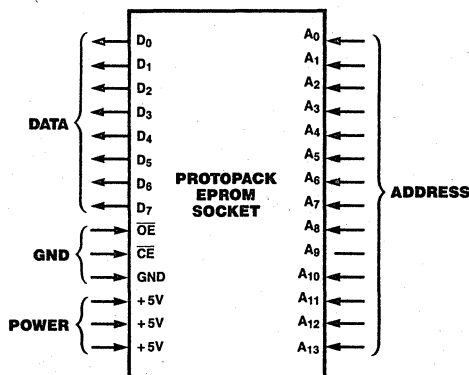 DATA
GND
POWER
D0
D1
D2
D3
D4
D5
D6
D7
OE
CE
GND
+5V
+5V
+5V
PROTOPACK
EPROM
SOCKET
A0
A1
A2
A3
A4
A5
A6
A7
A8
A9
A10
A11
A12
A13
ADDRESS